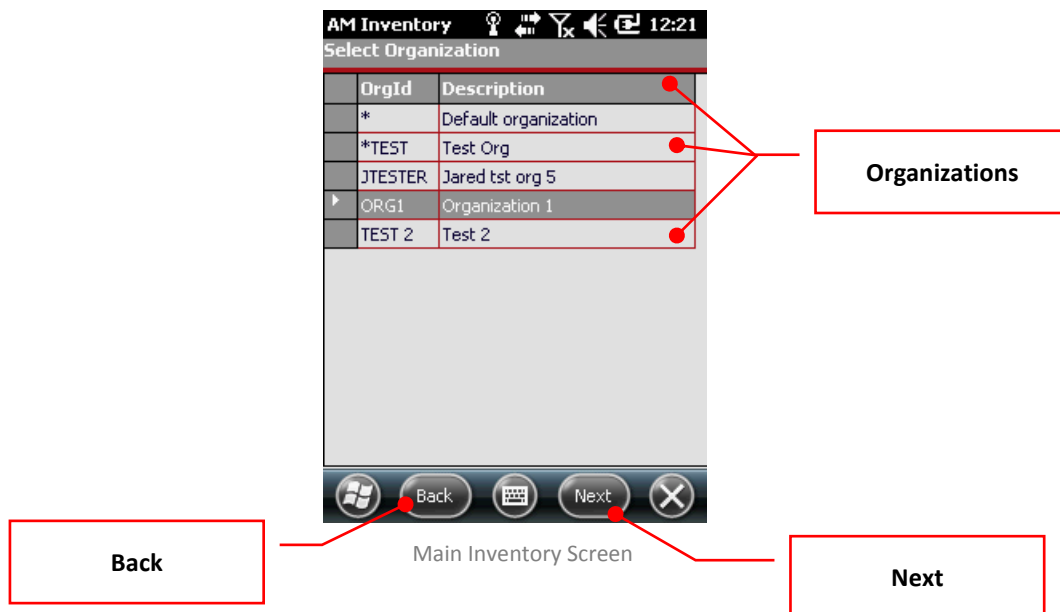 AM Inventory 12:21
Select Organization
OrgId Description
* Default organization
*TEST Test Org
JTESTER Jared tst org 5
ORG1 Organization 1
TEST 2 Test 2
Organizations
Back Next
Back
Main Inventory Screen
Next